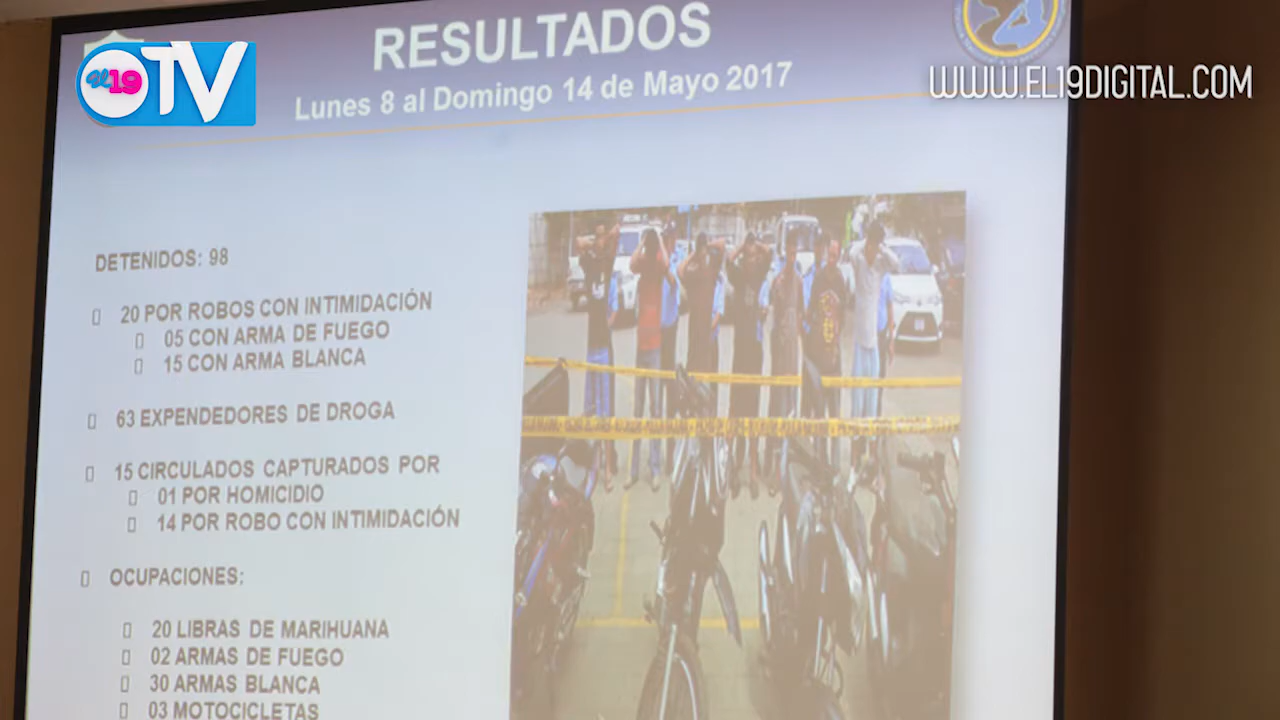 RESULTADOS
Lunes 8 al Domingo 14 de Mayo 2017
El 19 TV
WWW.EL19DIGITAL.COM
DETENIDOS: 98
20 POR ROBOS CON INTIMIDACIÓN
05 CON ARMA DE FUEGO
15 CON ARMA BLANCA
63 EXPENDEDORES DE DROGA
15 CIRCULADOS CAPTURADOS POR
01 POR HOMICIDIO
14 POR ROBO CON INTIMIDACIÓN
OCUPACIONES:
20 LIBRAS DE MARIHUANA
02 ARMAS DE FUEGO
30 ARMAS BLANCA
03 MOTOCICLETAS